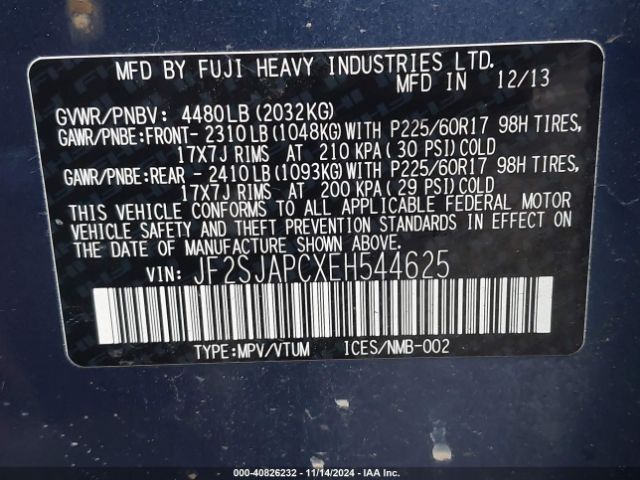 MFD BY FUJI HEAVY INDUSTRIES LTD.
MFD IN 12/13
GVWR/PNBV: 4480LB (2032KG)
GAWR/PNBE:FRONT- 2310LB (1048KG) WITH P225/60R17 98H TIRES,
17X7J RIMS AT 210 KPA (30 PSI) COLD
GAWR/PNBE:REAR - 2410LB (1093KG) WITH P225/60R17 98H TIRES,
17X7J RIMS AT 200 KPA (29 PSI) COLD
THIS VEHICLE CONFORMS TO ALL APPLICABLE FEDERAL MOTOR
VEHICLE SAFETY AND THEFT PREVENTION STANDARDS IN EFFECT ON
THE DATE OF MANUFACTURE SHOWN ABOVE.
VIN: JF2SJAPCXEH544625
TYPE:MPV/VTUM ICES/NMB-002
000-40826232 - 11/14/2024 - IAAI.COM